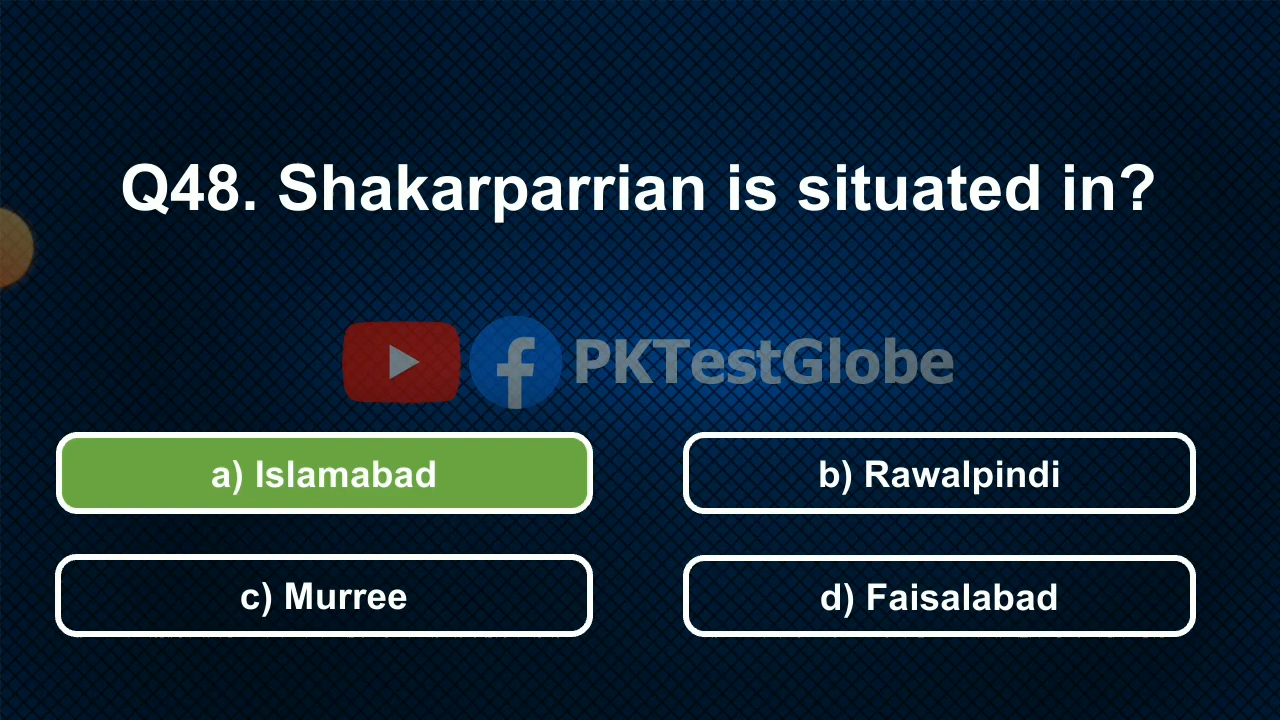 Q48. Shakarparrian is situated in?
PKTestGlobe
a) Islamabad
b) Rawalpindi
c) Murree
d) Faisalabad